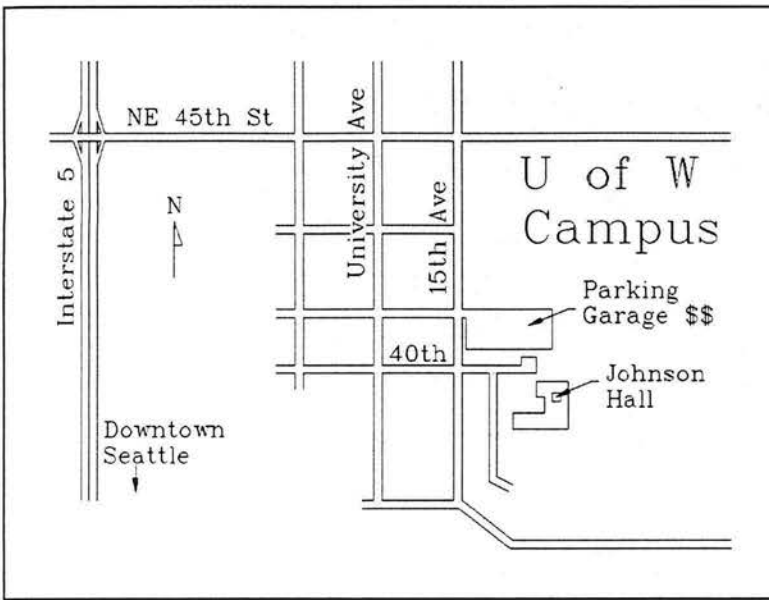 NE 45th St
University Ave
U of W
Campus
Interstate 5
N
15th Ave
Parking
Garage $$
40th
Johnson
Hall
Downtown
Seattle